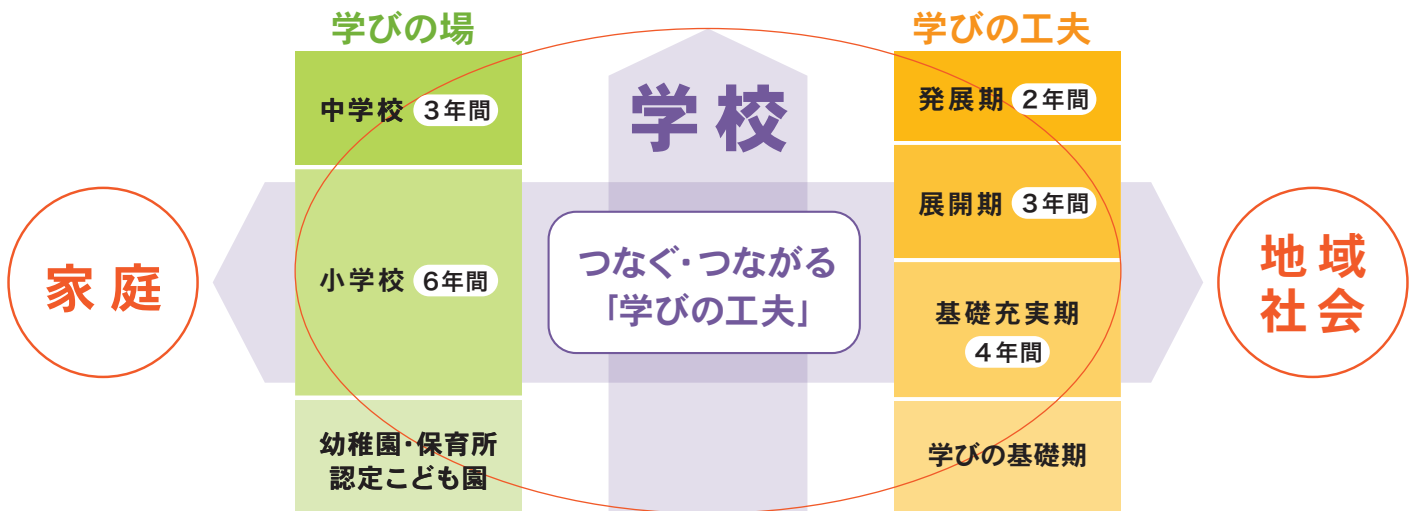 学びの場
中学校 3年間
小学校 6年間
幼稚園・保育所
認定こども園
家庭
学校
つなぐ・つながる
「学びの工夫」
学びの工夫
発展期 2年間
展開期 3年間
基礎充実期
4年間
学びの基礎期
地域
社会